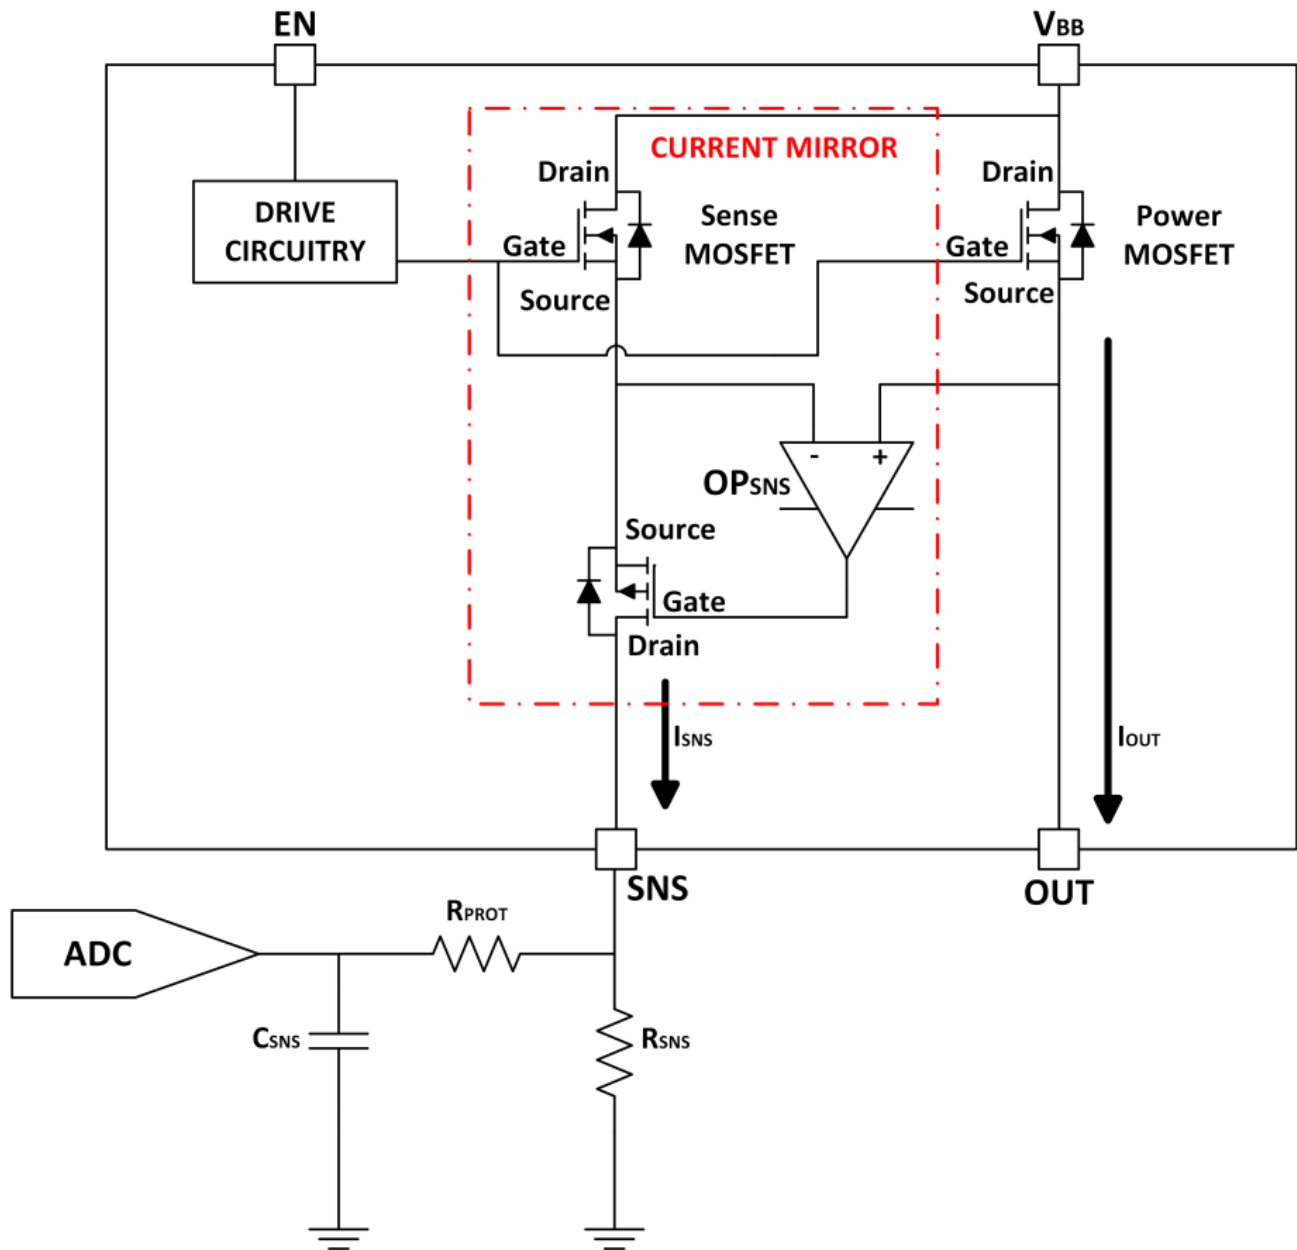 EN
VBB
CURRENT MIRROR
Drain
Drain
DRIVE
CIRCUITRY
Sense
MOSFET
Power
MOSFET
Gate
Gate
Source
Source
- +
OPSNS
Source
Gate
Drain
ISNS
IOUT
SNS
OUT
RPROT
ADC
CSNS
RSNS